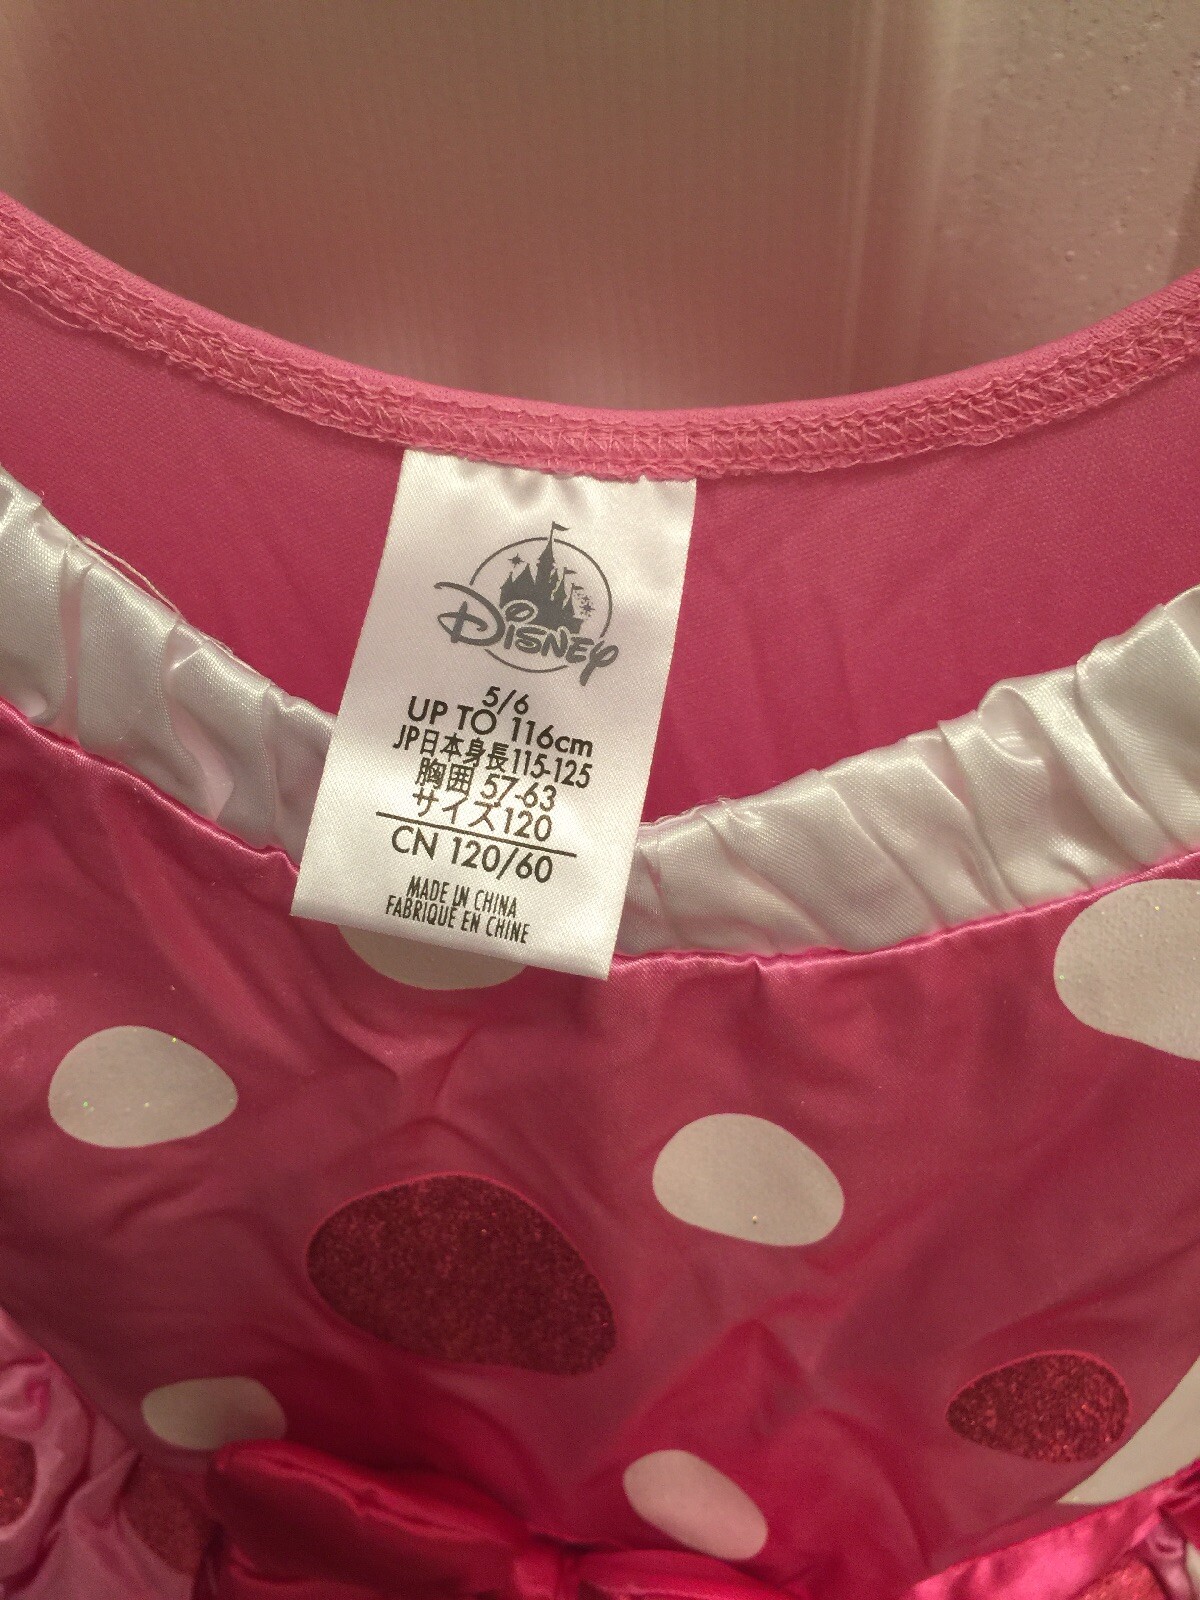 Disney
5/6
UP TO 116cm
JP日本身長115-125
胸囲 57-63
サイズ120
CN 120/60
MADE IN CHINA
FABRIQUÉ EN CHINE